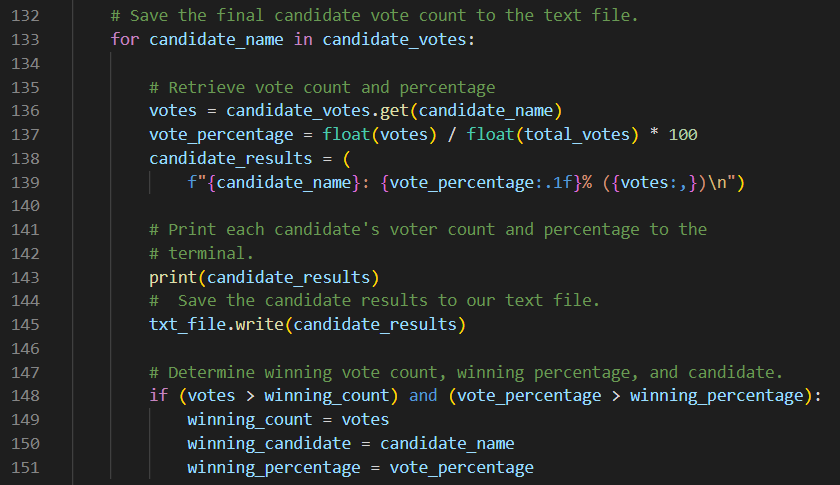 132 # Save the final candidate vote count to the text file.
133 for candidate_name in candidate_votes:
134
135 # Retrieve vote count and percentage
136 votes = candidate_votes.get(candidate_name)
137 vote_percentage = float(votes) / float(total_votes) * 100
138 candidate_results = (
139 f"{candidate_name}: {vote_percentage:.1f}% ({votes:,})\n")
140
141 # Print each candidate's voter count and percentage to the
142 # terminal.
143 print(candidate_results)
144 #  Save the candidate results to our text file.
145 txt_file.write(candidate_results)
146
147 # Determine winning vote count, winning percentage, and candidate.
148 if (votes > winning_count) and (vote_percentage > winning_percentage):
149 winning_count = votes
150 winning_candidate = candidate_name
151 winning_percentage = vote_percentage